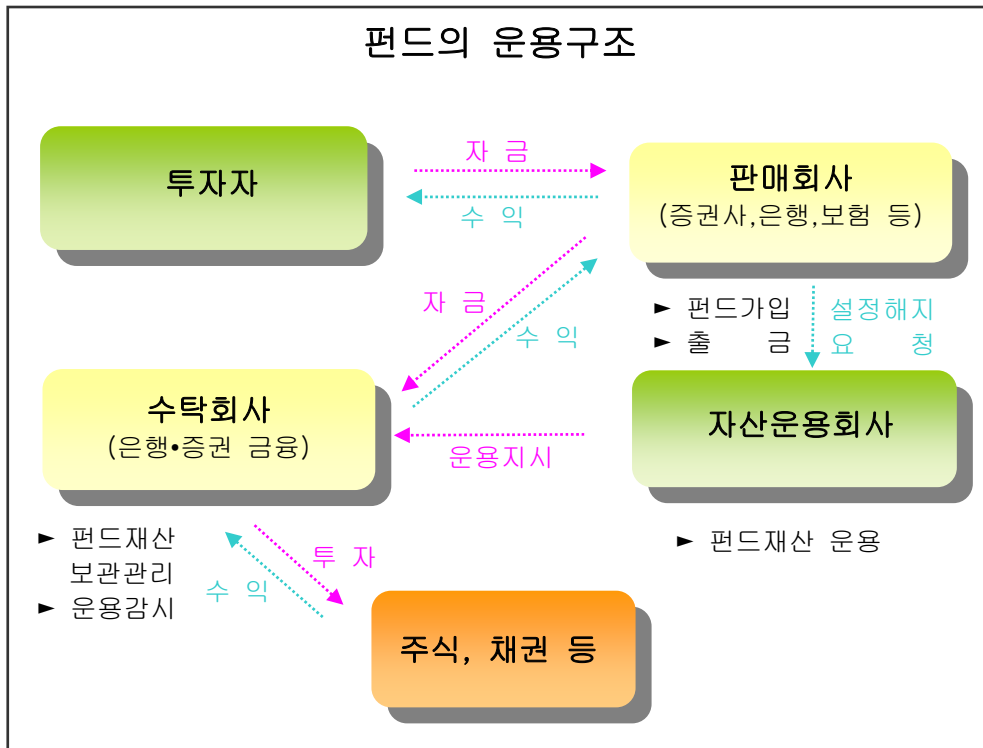 펀드의 운용구조
투자자
자 금
수 익
판매회사
(증권사,은행,보험 등)
자 금
수 익
► 펀드가입
► 출 금
설정해지
요 청
수탁회사
(은행•증권 금융)
운용지시
자산운용회사
► 펀드재산
보관관리
► 운용감시
수 익
투 자
► 펀드재산 운용
주식, 채권 등